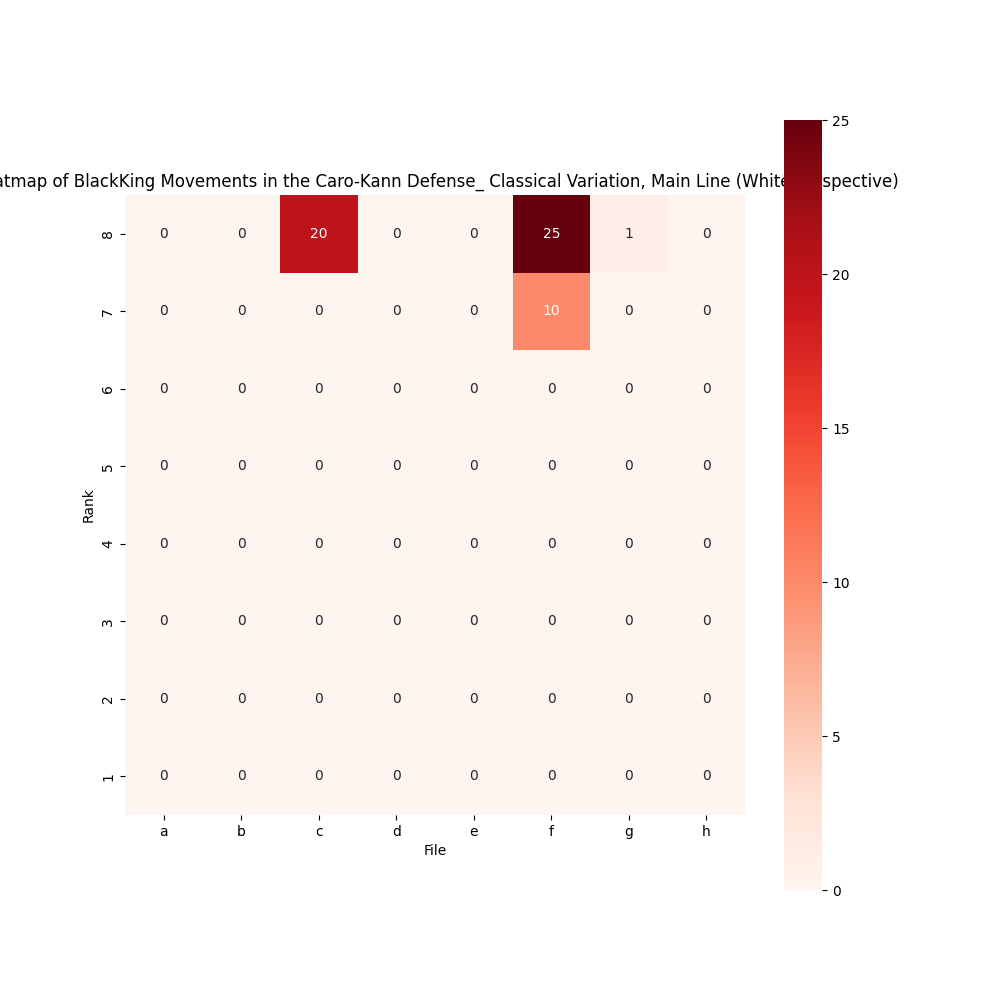 of BlackKing Movements in the Caro-Kann Defense_ Classical Variation, Main Line
25
20
15
10
5
0
8 0 0 20 0 0 25 1 0
7 0 0 0 0 0 10 0 0
6 0 0 0 0 0 0 0 0
5 0 0 0 0 0 0 0 0
4 0 0 0 0 0 0 0 0
3 0 0 0 0 0 0 0 0
2 0 0 0 0 0 0 0 0
1 0 0 0 0 0 0 0 0
Rank
a b c d e f g h
File